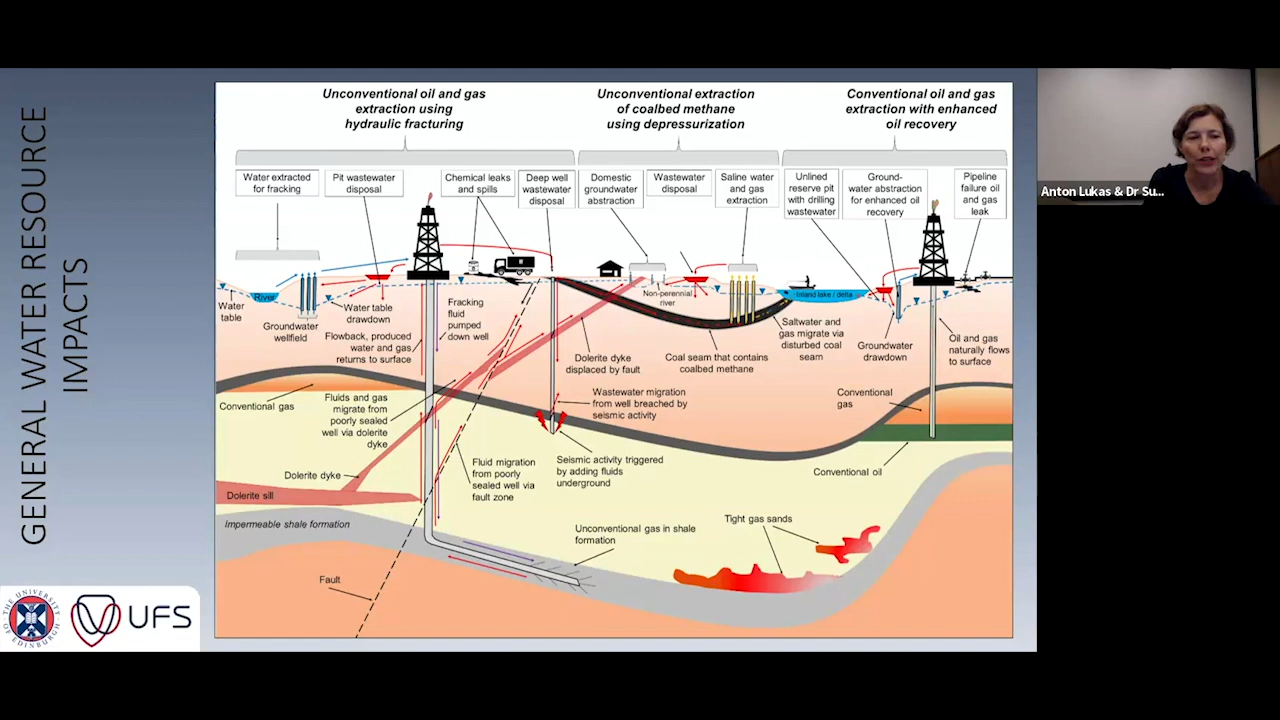 GENERAL WATER RESOURCE
IMPACTS
Unconventional oil and gas
extraction using
hydraulic fracturing
Unconventional extraction
of coalbed methane
using depressurization
Conventional oil and gas
extraction with enhanced
oil recovery
Water extracted
for fracking
Pit wastewater
disposal
Chemical leaks
and spills
Deep well
wastewater
disposal
Domestic
groundwater
abstraction
Wastewater
disposal
Saline water
and gas
extraction
Unlined
reserve pit
with drilling
wastewater
Ground-
water abstraction
for enhanced oil
recovery
Pipeline
failure oil
and gas
leak
Anton Lukas & Dr Su...
Water
table
River
Groundwater
wellfield
Water table
drawdown
Flowback, produced
water and gas
returns to surface
Fracking
fluid
pumped
down well
Non-perennial
river
Inland lake / delta
Dolerite dyke
displaced by fault
Coal seam that contains
coalbed methane
Saltwater and
gas migrate via
disturbed coal
seam
Groundwater
drawdown
Oil and gas
naturally flows
to surface
Conventional gas
Fluids and gas
migrate from
poorly sealed
well via dolerite
dyke
Wastewater migration
from well breached by
seismic activity
Conventional
gas
Dolerite dyke
Fluid migration
from poorly
sealed well via
fault zone
Seismic activity triggered
by adding fluids
underground
Conventional oil
Dolerite sill
Impermeable shale formation
Unconventional gas in shale
formation
Tight gas sands
Fault
THE UNIVERSITY
OF EDINBURGH
UFS